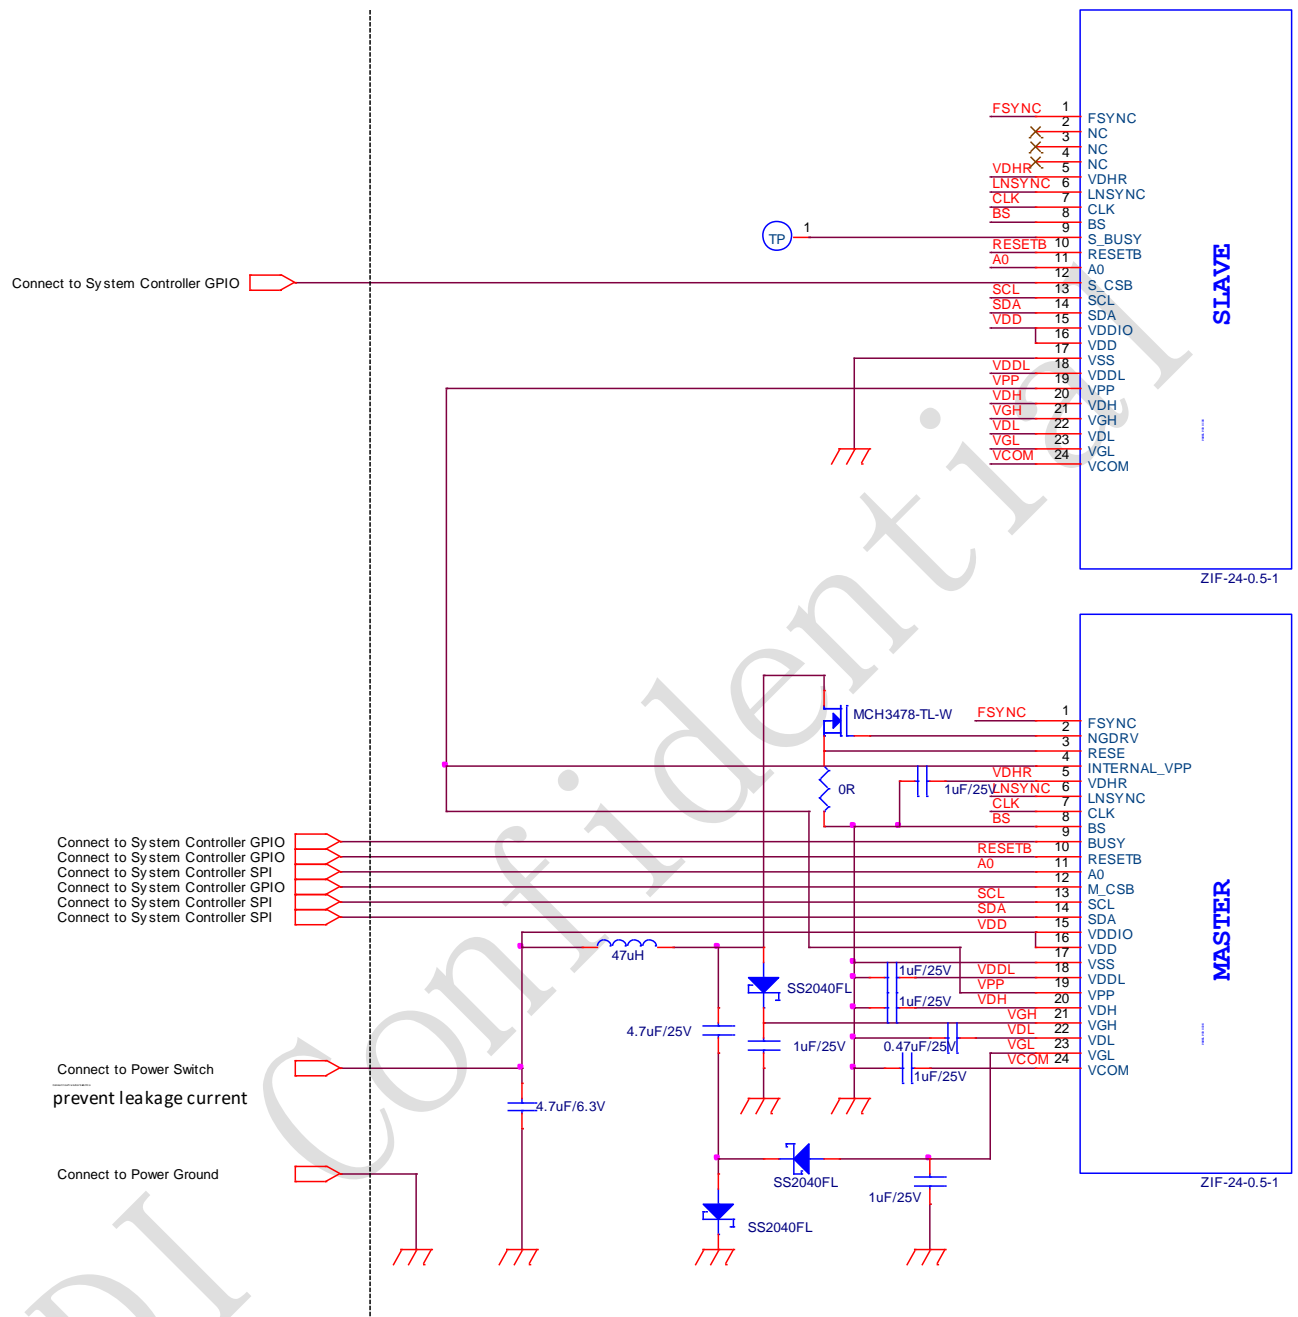 FSYNC 1 FSYNC
2 NC
3 NC
4 NC
VDHR 5 VDHR
LNSYNC 6 LNSYNC
CLK 7 CLK
BS 8 BS
TP 1 9 S_BUSY
RESETB 10 RESETB
A0 11 A0
Connect to System Controller GPIO 12 S_CSB
SCL 13 SCL
SDA 14 SDA
VDD 15 VDDIO
16 VDD
17 VSS
VDDL 18 VDDL
VPP 19 VPP
VDH 20 VDH
VGH 21 VGH
VDL 22 VDL
VGL 23 VGL
VCOM 24 VCOM
SLAVE
ZIF-24-0.5-1
MCH3478-TL-W
FSYNC 1 FSYNC
2 NGDRV
3 RESE
4 INTERNAL_VPP
VDHR 5 VDHR
0R
1uF/25V
LNSYNC 6 LNSYNC
CLK 7 CLK
BS 8 BS
Connect to System Controller GPIO 9 BUSY
Connect to System Controller GPIO RESETB 10 RESETB
Connect to System Controller SPI A0 11 A0
Connect to System Controller GPIO 12 M_CSB
Connect to System Controller SPI SCL 13 SCL
Connect to System Controller SPI SDA 14 SDA
VDD 15 VDDIO
16 VDD
47uH
17 VSS
1uF/25V VDDL 18 VDDL
SS2040FL VPP 19 VPP
1uF/25V VDH 20 VDH
VGH 21 VGH
4.7uF/25V VDL 22 VDL
1uF/25V 0.47uF/25V VGL 23 VGL
VCOM 24 VCOM
1uF/25V
MASTER
Connect to Power Switch
prevent leakage current
4.7uF/6.3V
Connect to Power Ground
SS2040FL
1uF/25V
SS2040FL
ZIF-24-0.5-1
DI Confidential